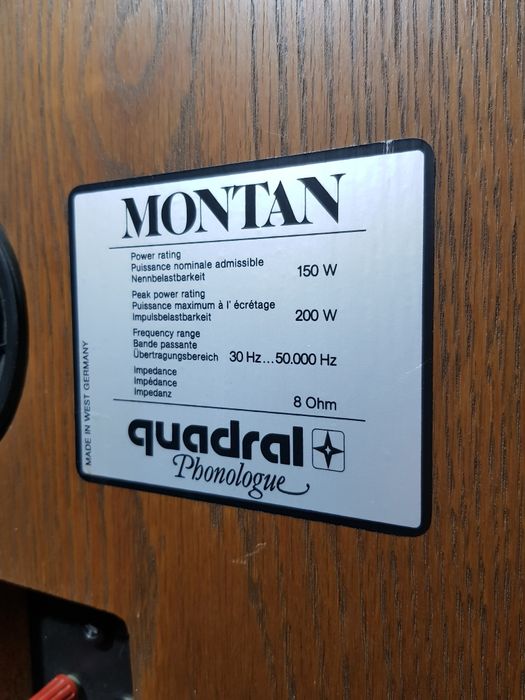 MONTAN
Power rating
Puissance nominale admissible
Nennbelastbarkeit 150 W
Peak power rating
Puissance maximum à l' écrétage
Impulsbelastbarkeit 200 W
Frequency range
Bande passante
Übertragungsbereich 30 Hz...50.000 Hz
Impedance
Impédance
Impedanz 8 Ohm
quadral
Phonologue
MADE IN WEST GERMANY